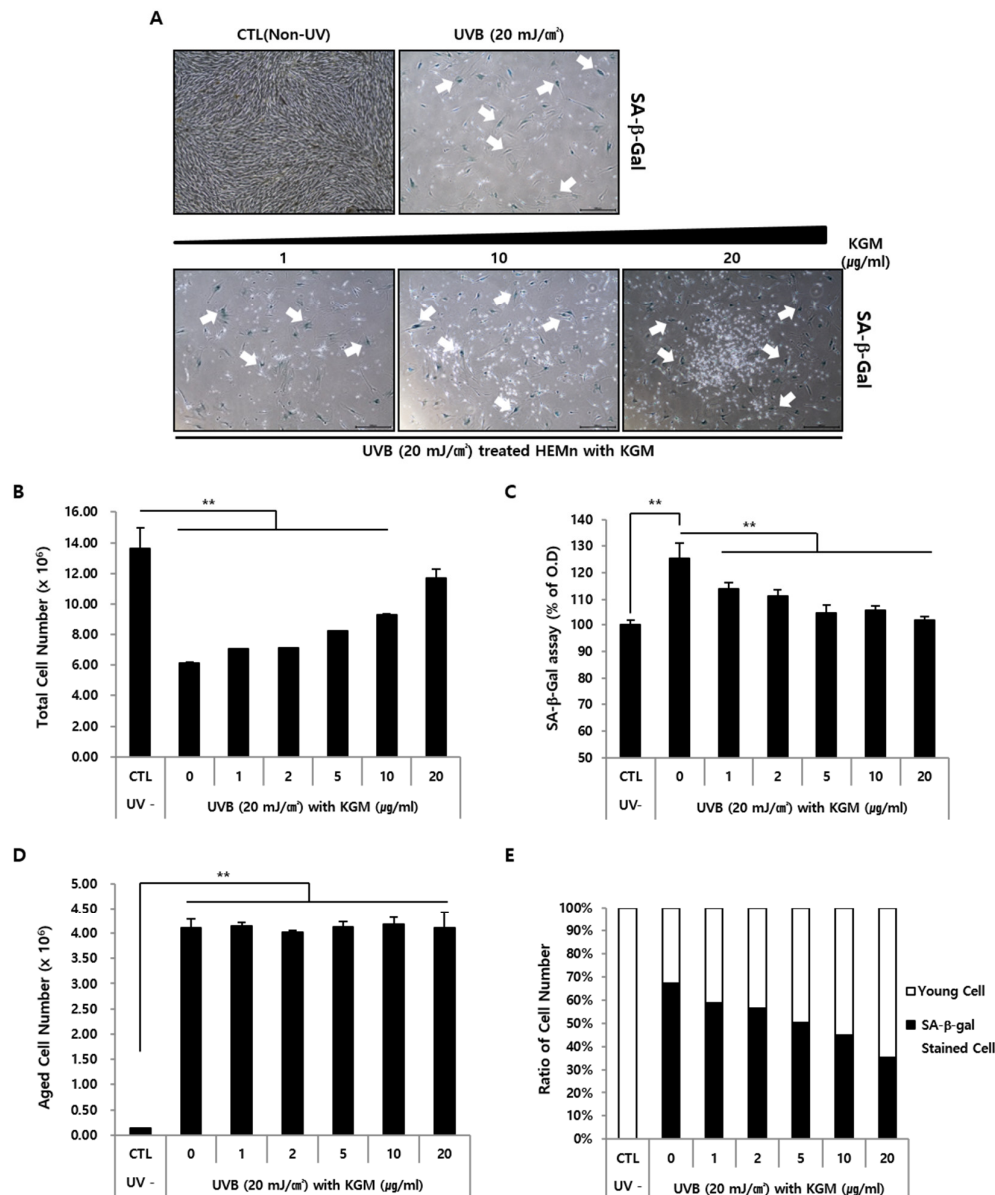 A
CTL(Non-UV)
UVB (20 mJ/㎠)
SA-β-Gal
KGM
(μg/ml)
1
10
20
SA-β-Gal
UVB (20 mJ/㎠) treated HEMn with KGM
B
Total Cell Number (x 10⁶)
16.00
14.00
12.00
10.00
8.00
6.00
4.00
2.00
0.00
**
CTL 0 1 2 5 10 20
UV - UVB (20 mJ/㎠) with KGM (μg/ml)
C
SA-β-Gal assay (% of O.D)
140
130
120
110
100
90
80
70
60
50
**
**
CTL 0 1 2 5 10 20
UV- UVB (20 mJ/㎠) with KGM (μg/ml)
D
Aged Cell Number (x 10⁶)
5.00
4.50
4.00
3.50
3.00
2.50
2.00
1.50
1.00
0.50
0.00
**
CTL 0 1 2 5 10 20
UV - UVB (20 mJ/㎠) with KGM (μg/ml)
E
Ratio of Cell Number
100%
90%
80%
70%
60%
50%
40%
30%
20%
10%
0%
Young Cell
SA-β-gal
Stained Cell
CTL 0 1 2 5 10 20
UV - UVB (20 mJ/㎠) with KGM (μg/ml)